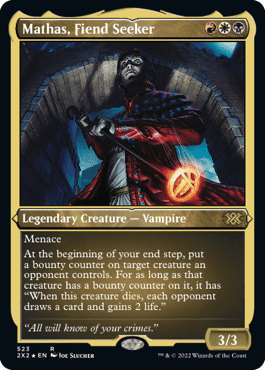 Mathas, Fiend Seeker
Legendary Creature — Vampire
Menace
At the beginning of your end step, put
a bounty counter on target creature an
opponent controls. For as long as that
creature has a bounty counter on it, it has
“When this creature dies, each opponent
draws a card and gains 2 life.”
“All will know of your crimes.”
3/3
523 R
2X2 ★ EN Joe Slucher
™ & © 2022 Wizards of the Coast